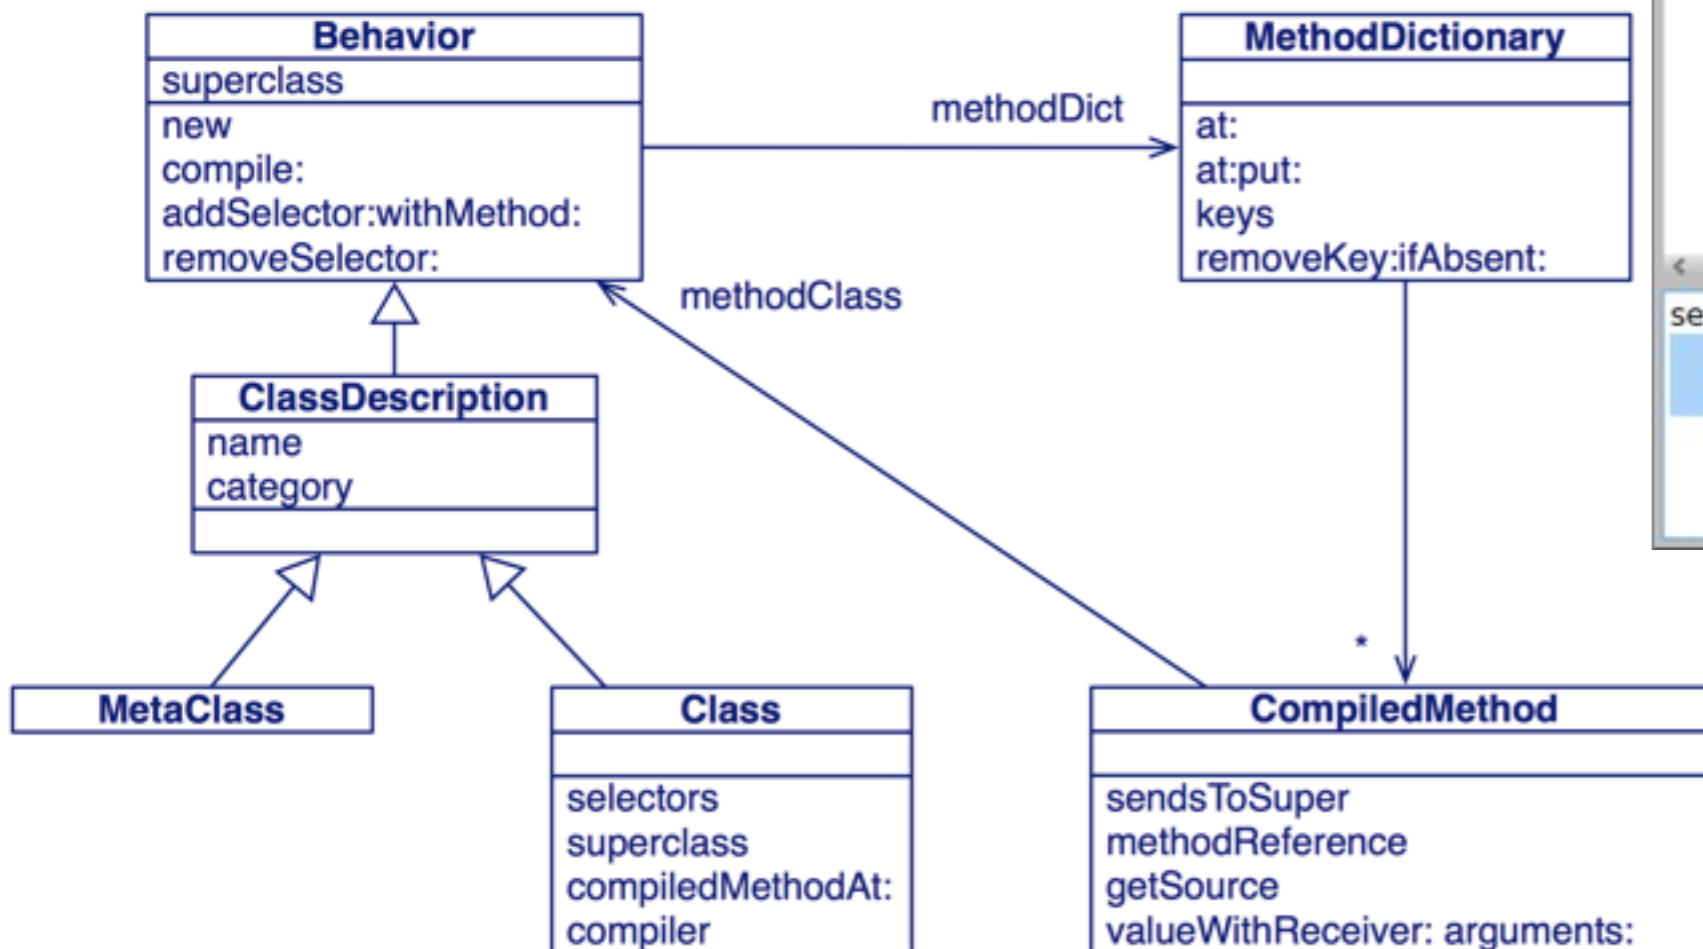 Behavior
superclass
new
compile:
addSelector:withMethod:
removeSelector:
methodDict
MethodDictionary
at:
at:put:
keys
removeKey:ifAbsent:
methodClass
se
ClassDescription
name
category
*
MetaClass
Class
selectors
superclass
compiledMethodAt:
compiler
CompiledMethod
sendsToSuper
methodReference
getSource
valueWithReceiver: arguments: